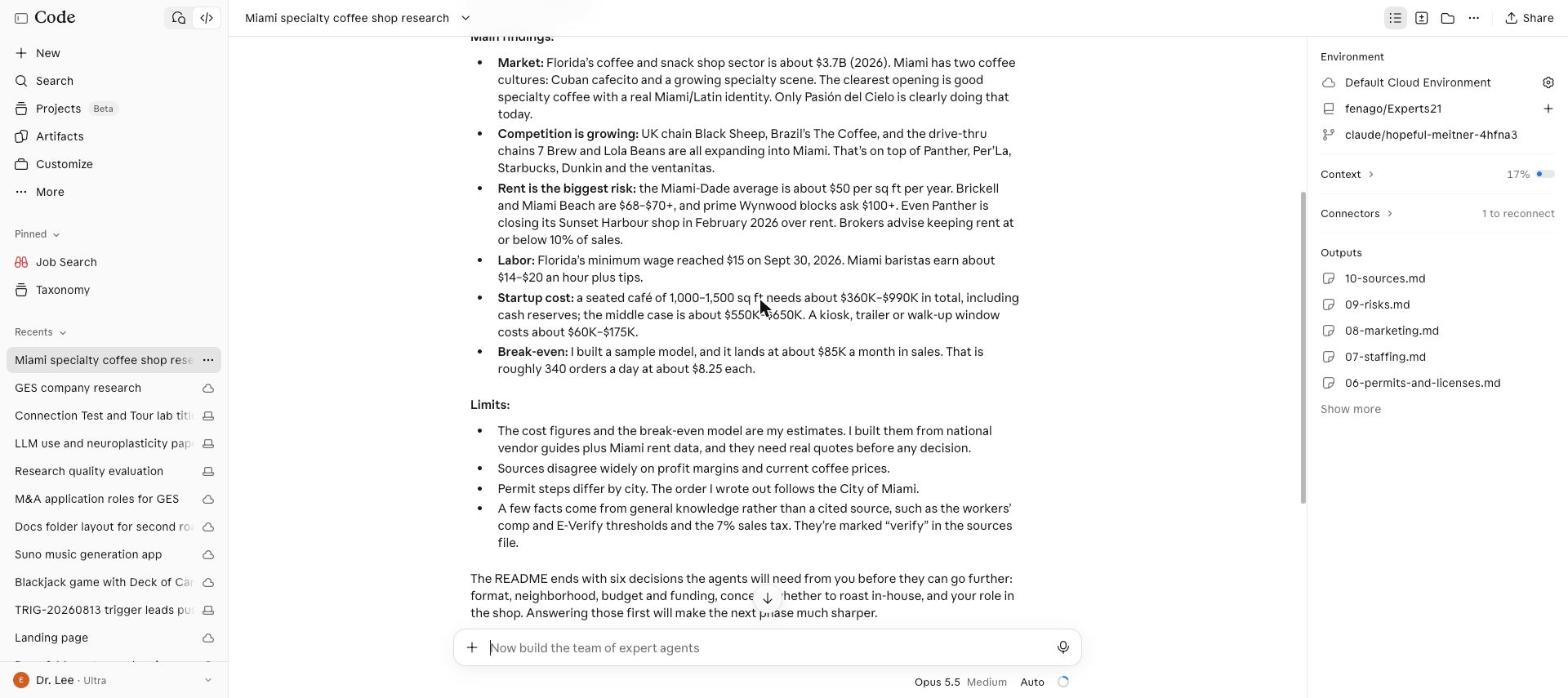 Code
New
Search
Projects Beta
Artifacts
Customize
More
Pinned
Job Search
Taxonomy
Recents
Miami specialty coffee shop rese
GES company research
Connection Test and Tour lab
LLM use and neuroplasticity
Research quality evaluation
M&A application roles for GES
Docs folder layout for second
Suno music generation app
Blackjack game with Deck of
TRIG-20260813 trigger leads
Landing page
Dr. Lee · Ultra
Miami specialty coffee shop research
Share
Main findings:
• Market: Florida's coffee and snack shop sector is about $3.7B (2026). Miami has two coffee
cultures: Cuban cafecito and a growing specialty scene. The clearest opening is good
specialty coffee with a real Miami/Latin identity. Only Pasión del Cielo is clearly doing that
today.
• Competition is growing: UK chain Black Sheep, Brazil's The Coffee, and the drive-thru
chains 7 Brew and Lola Beans are all expanding into Miami. That's on top of Panther, Per'La,
Starbucks, Dunkin and the ventanitas.
• Rent is the biggest risk: the Miami-Dade average is about $50 per sq ft per year. Brickell
and Miami Beach are $68–$70+, and prime Wynwood blocks ask $100+. Even Panther is
closing its Sunset Harbour shop in February 2026 over rent. Brokers advise keeping rent at
or below 10% of sales.
• Labor: Florida's minimum wage reached $15 on Sept 30, 2026. Miami baristas earn about
$14–$20 an hour plus tips.
• Startup cost: a seated café of 1,000–1,500 sq ft needs about $360K–$990K in total, including
cash reserves; the middle case is about $550K–$650K. A kiosk, trailer or walk-up window
costs about $60K–$175K.
• Break-even: I built a sample model, and it lands at about $85K a month in sales. That is
roughly 340 orders a day at about $8.25 each.
Limits:
• The cost figures and the break-even model are my estimates. I built them from national
vendor guides plus Miami rent data, and they need real quotes before any decision.
• Sources disagree widely on profit margins and current coffee prices.
• Permit steps differ by city. The order I wrote out follows the City of Miami.
• A few facts come from general knowledge rather than a cited source, such as the workers'
comp and E-Verify thresholds and the 7% sales tax. They're marked “verify” in the sources
file.
The README ends with six decisions the agents will need from you before they can go further:
format, neighborhood, budget and funding, whether to roast in-house, and your role in
the shop. Answering those first will make the next phase much sharper.
Now build the team of expert agents
Opus 5.5 Medium Auto
Environment
Default Cloud Environment
fenago/Experts21
claude/hopeful-meitner-4hfna3
Context 17%
Connectors 1 to reconnect
Outputs
10-sources.md
09-risks.md
08-marketing.md
07-staffing.md
06-permits-and-licenses.md
Show more